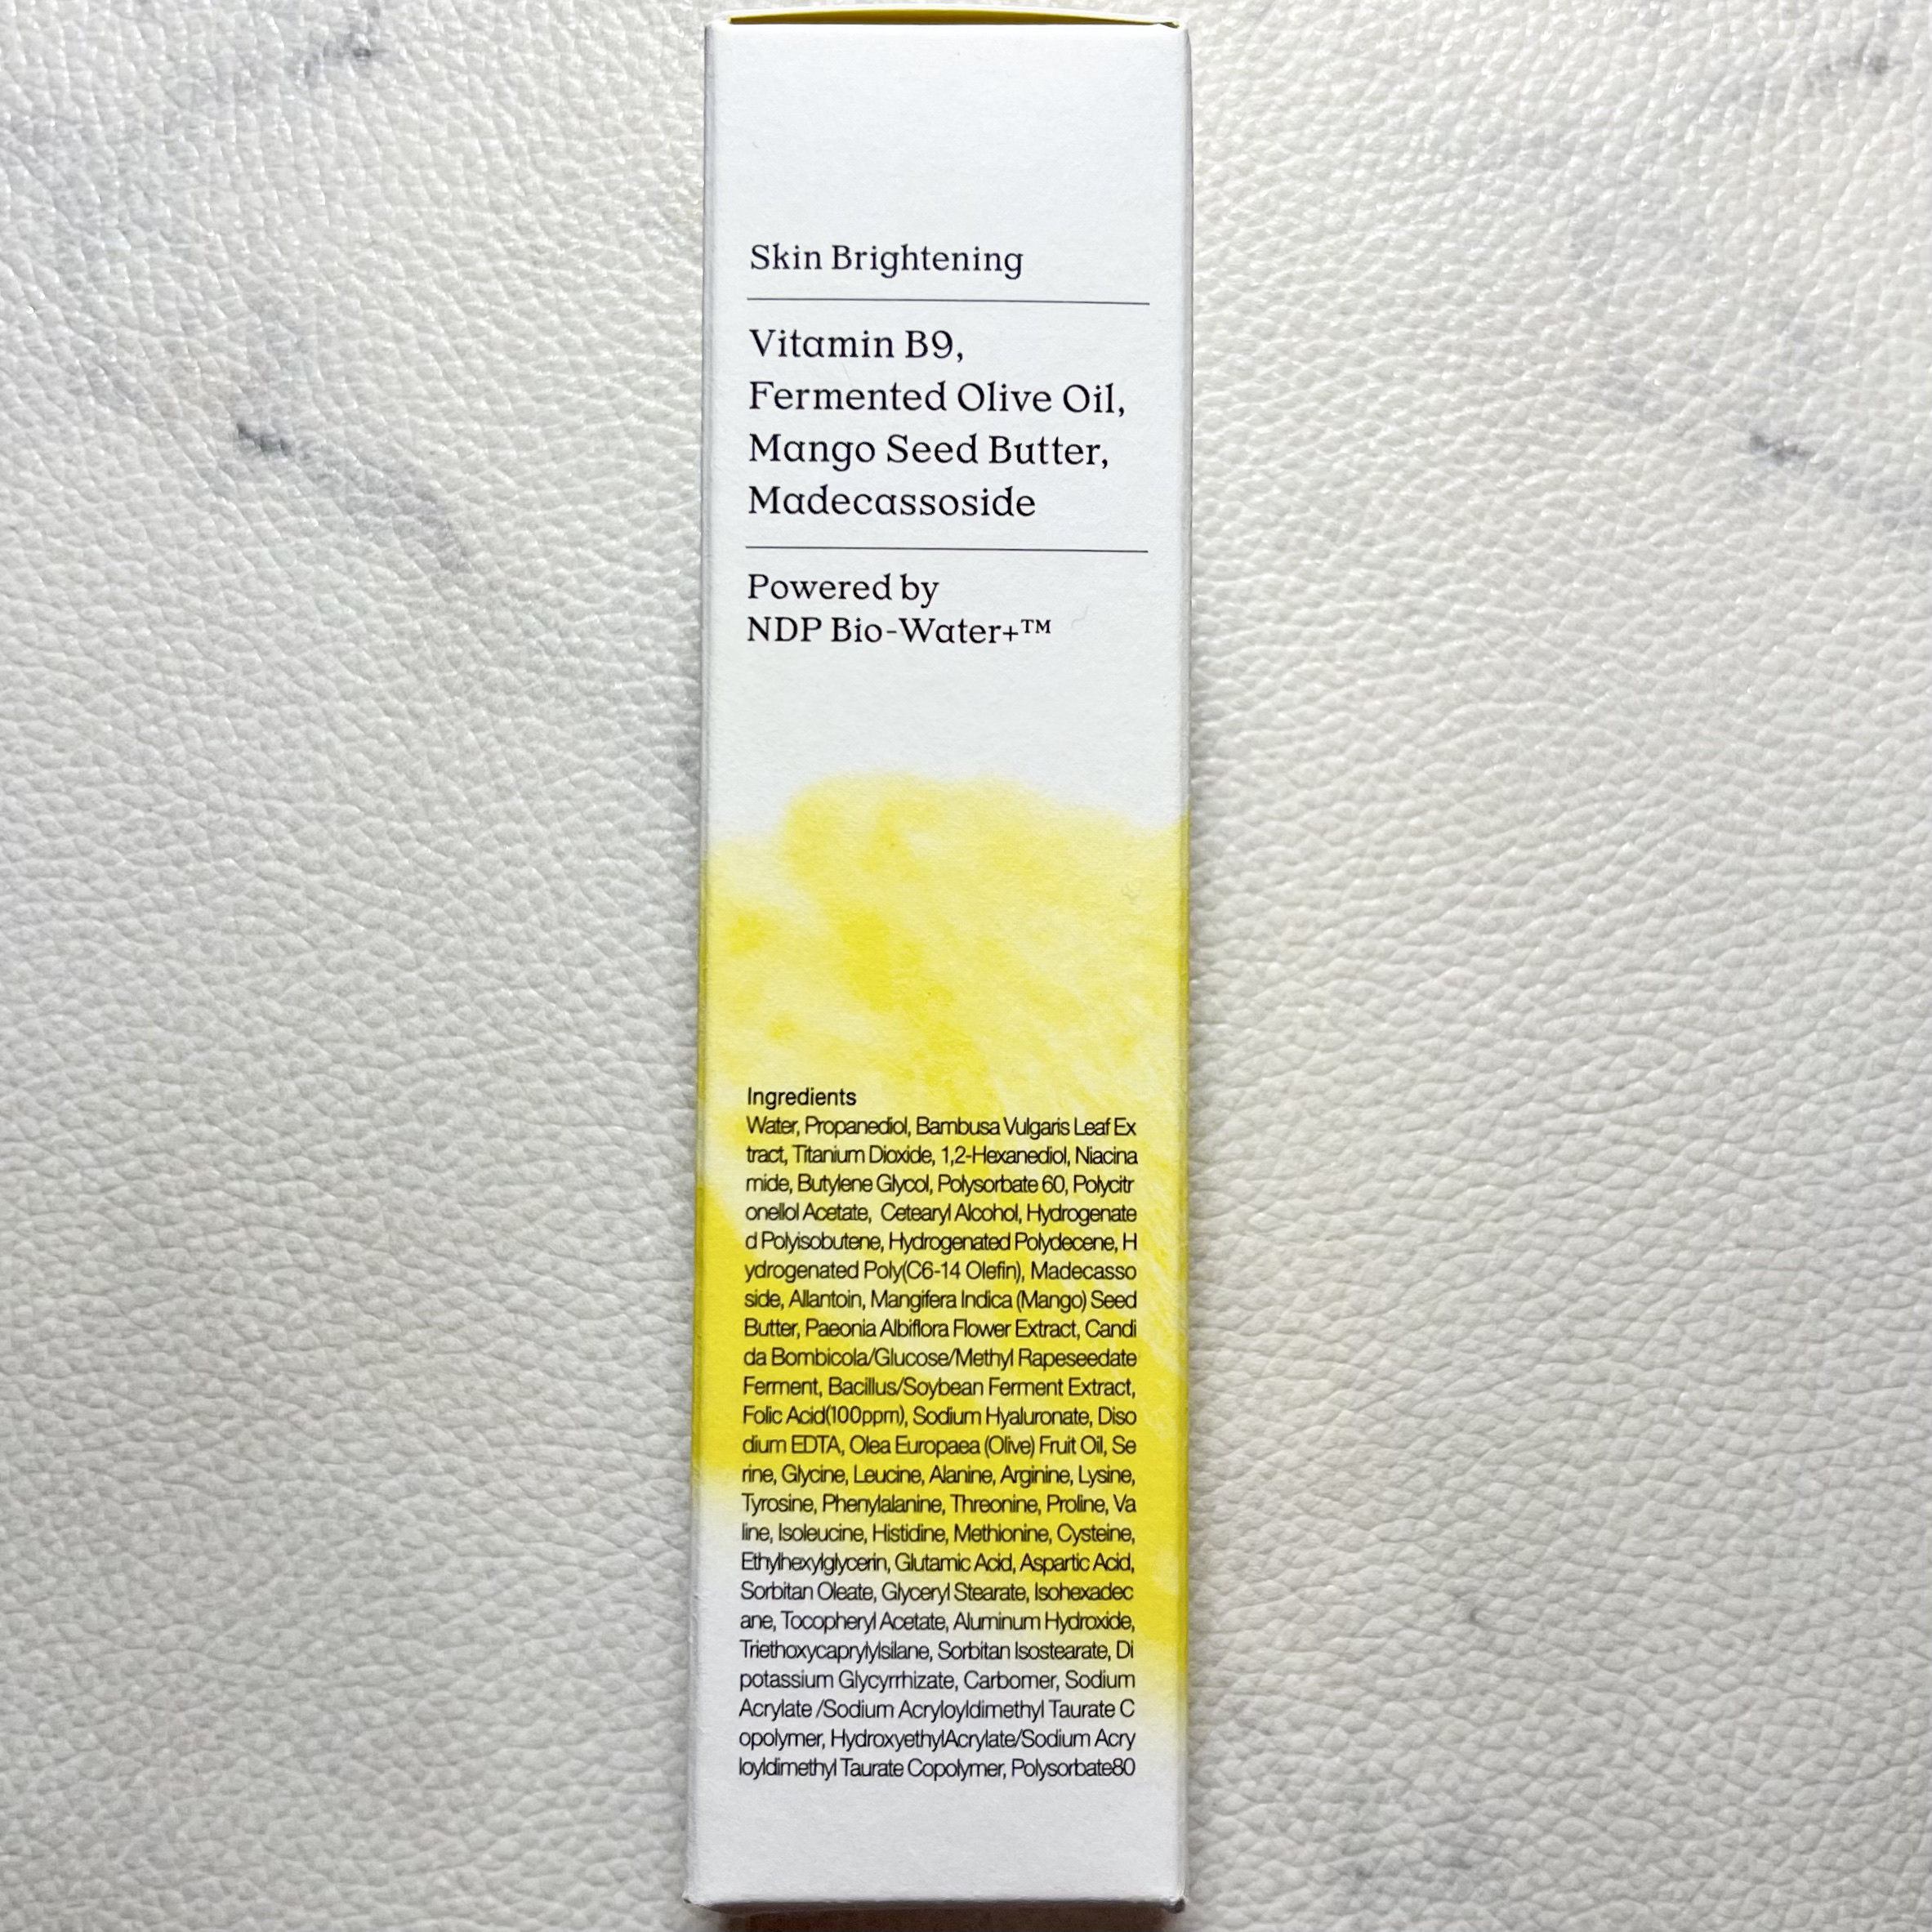 Skin Brightening
Vitamin B9,
Fermented Olive Oil,
Mango Seed Butter,
Madecassoside
Powered by
NDP Bio-Water+™
Ingredients
Water, Propanediol, Bambusa Vulgaris Leaf Ex
tract, Titanium Dioxide, 1,2-Hexanediol, Niacina
mide, Butylene Glycol, Polysorbate 60, Polycitr
onellol Acetate, Cetearyl Alcohol, Hydrogenate
d Polyisobutene, Hydrogenated Polydecene, H
ydrogenated Poly(C6-14 Olefin), Madecasso
side, Allantoin, Mangifera Indica (Mango) Seed
Butter, Paeonia Albiflora Flower Extract, Candi
da Bombicola/Glucose/Methyl Rapeseedate
Ferment, Bacillus/Soybean Ferment Extract,
Folic Acid(100ppm), Sodium Hyaluronate, Diso
dium EDTA, Olea Europaea (Olive) Fruit Oil, Se
rine, Glycine, Leucine, Alanine, Arginine, Lysine,
Tyrosine, Phenylalanine, Threonine, Proline, Va
line, Isoleucine, Histidine, Methionine, Cysteine,
Ethylhexylglycerin, Glutamic Acid, Aspartic Acid,
Sorbitan Oleate, Glyceryl Stearate, Isohexadec
ane, Tocopheryl Acetate, Aluminum Hydroxide,
Triethoxycaprylylsilane, Sorbitan Isostearate, Di
potassium Glycyrrhizate, Carbomer, Sodium
Acrylate /Sodium Acryloyldimethyl Taurate C
opolymer, HydroxyethylAcrylate/Sodium Acry
loyldimethyl Taurate Copolymer, Polysorbate80